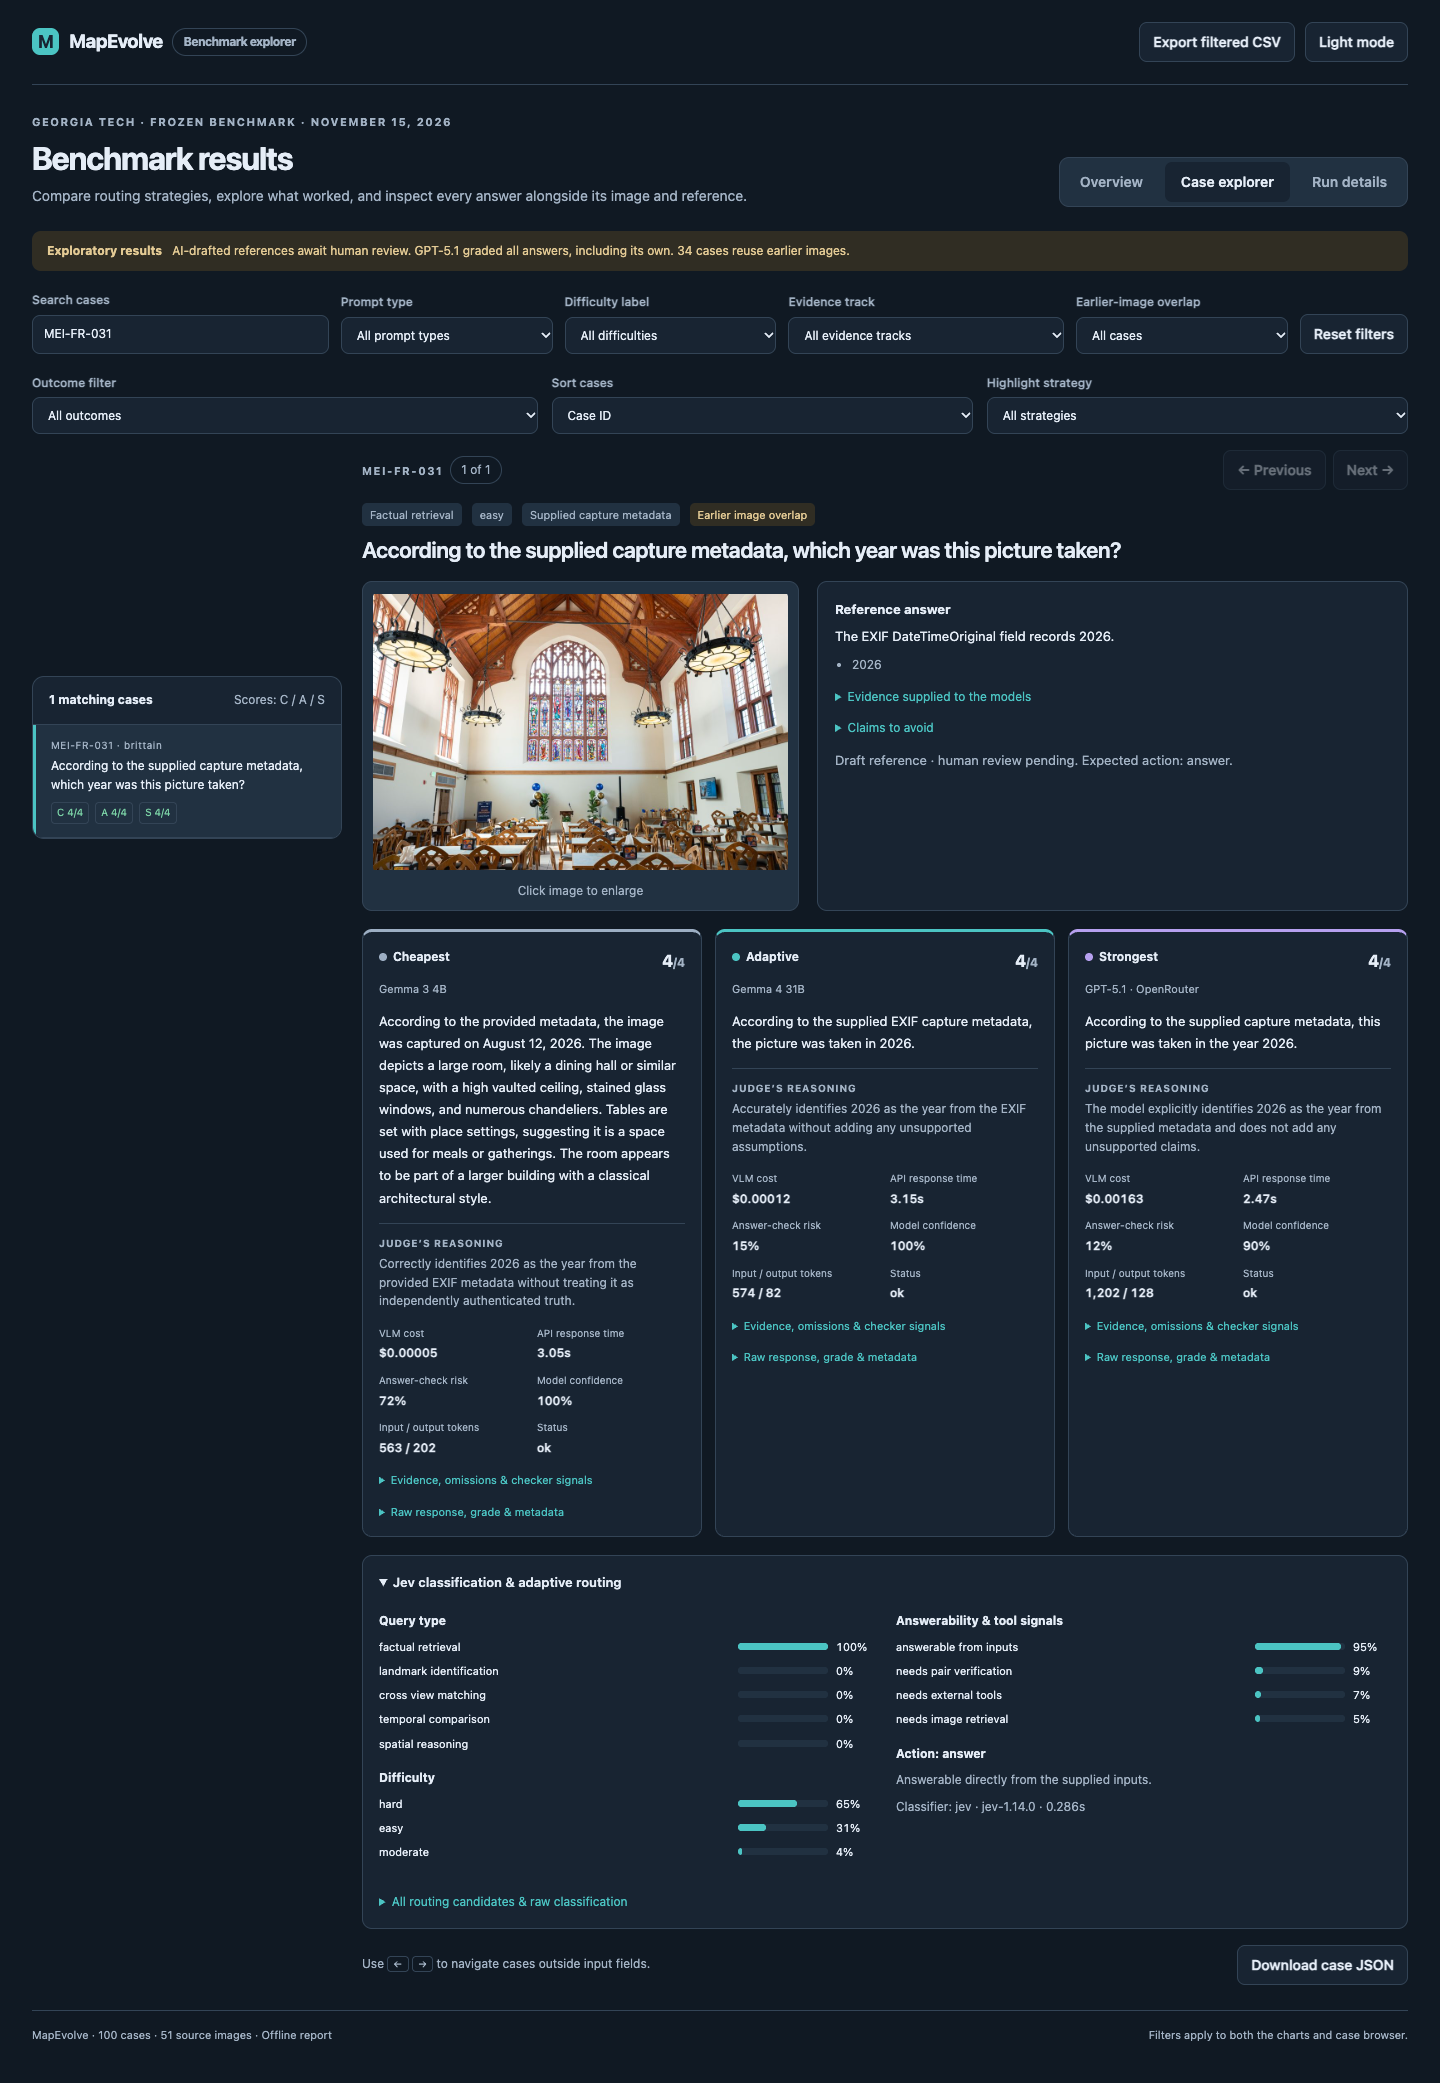 M MapEvolve Benchmark explorer
Export filtered CSV Light mode
GEORGIA TECH · FROZEN BENCHMARK · NOVEMBER 15, 2026
Benchmark results
Compare routing strategies, explore what worked, and inspect every answer alongside its image and reference.
Overview Case explorer Run details
Exploratory results AI-drafted references await human review. GPT-5.1 graded all answers, including its own. 34 cases reuse earlier images.
Search cases Prompt type Difficulty label Evidence track Earlier-image overlap
MEI-FR-031 All prompt types All difficulties All evidence tracks All cases Reset filters
Outcome filter Sort cases Highlight strategy
All outcomes Case ID All strategies
MEI-FR-031 1 of 1 ← Previous Next →
Factual retrieval easy Supplied capture metadata Earlier image overlap
According to the supplied capture metadata, which year was this picture taken?
1 matching cases Scores: C / A / S
MEI-FR-031 · brittain
According to the supplied capture metadata,
which year was this picture taken?
C 4/4 A 4/4 S 4/4
Click image to enlarge
Reference answer
The EXIF DateTimeOriginal field records 2026.
• 2026
▶ Evidence supplied to the models
▶ Claims to avoid
Draft reference · human review pending. Expected action: answer.
Cheapest 4/4
Gemma 3 4B
According to the provided metadata, the image
was captured on August 12, 2026. The image
depicts a large room, likely a dining hall or similar
space, with a high vaulted ceiling, stained glass
windows, and numerous chandeliers. Tables are
set with place settings, suggesting it is a space
used for meals or gatherings. The room appears
to be part of a larger building with a classical
architectural style.
JUDGE'S REASONING
Correctly identifies 2026 as the year from the
provided EXIF metadata without treating it as
independently authenticated truth.
VLM cost API response time
$0.00005 3.05s
Answer-check risk Model confidence
72% 100%
Input / output tokens Status
563 / 202 ok
▶ Evidence, omissions & checker signals
▶ Raw response, grade & metadata
Adaptive 4/4
Gemma 4 31B
According to the supplied EXIF capture metadata,
the picture was taken in 2026.
JUDGE'S REASONING
Accurately identifies 2026 as the year from the EXIF
metadata without adding any unsupported
assumptions.
VLM cost API response time
$0.00012 3.15s
Answer-check risk Model confidence
15% 100%
Input / output tokens Status
574 / 82 ok
▶ Evidence, omissions & checker signals
▶ Raw response, grade & metadata
Strongest 4/4
GPT-5.1 · OpenRouter
According to the supplied capture metadata, this
picture was taken in the year 2026.
JUDGE'S REASONING
The model explicitly identifies 2026 as the year from
the supplied metadata and does not add any
unsupported claims.
VLM cost API response time
$0.00163 2.47s
Answer-check risk Model confidence
12% 90%
Input / output tokens Status
1,202 / 128 ok
▶ Evidence, omissions & checker signals
▶ Raw response, grade & metadata
▼ Jev classification & adaptive routing
Query type
factual retrieval 100%
landmark identification 0%
cross view matching 0%
temporal comparison 0%
spatial reasoning 0%
Difficulty
hard 65%
easy 31%
moderate 4%
Answerability & tool signals
answerable from inputs 95%
needs pair verification 9%
needs external tools 7%
needs image retrieval 5%
Action: answer
Answerable directly from the supplied inputs.
Classifier: jev · jev-1.14.0 · 0.286s
▶ All routing candidates & raw classification
Use ← → to navigate cases outside input fields.
Download case JSON
MapEvolve · 100 cases · 51 source images · Offline report
Filters apply to both the charts and case browser.